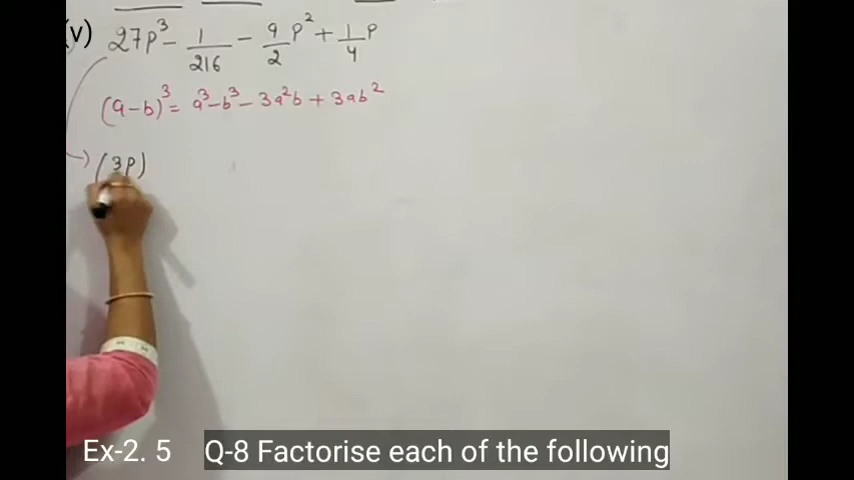 (v) 27p³ - 1/216 - 9/2 p² + 1/4 p
(a-b)³ = a³-b³-3a²b+3ab²
→ (3p)
Ex-2. 5 Q-8 Factorise each of the following